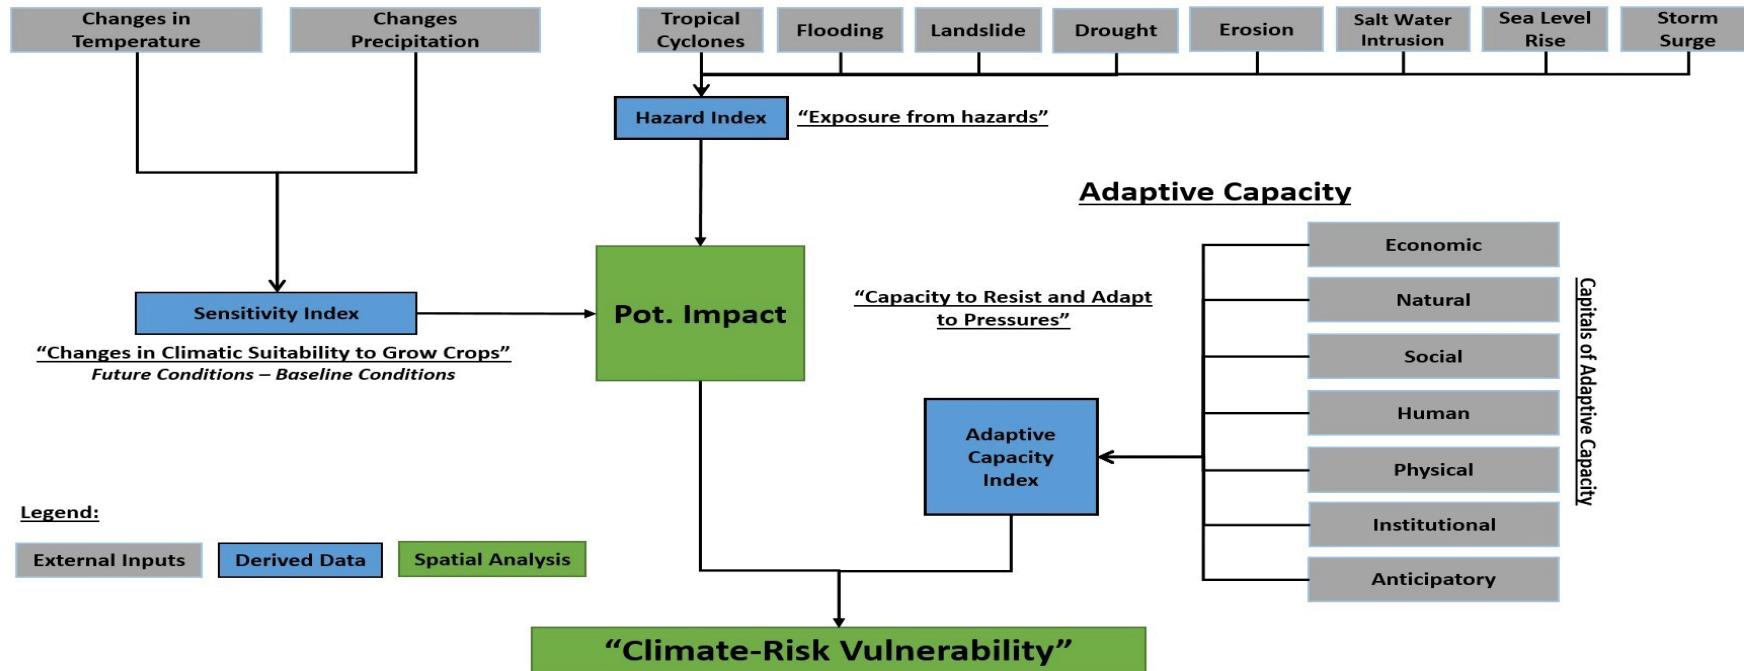 Changes in
Temperature
Changes
Precipitation
Tropical
Cyclones
Flooding
Landslide
Drought
Erosion
Salt Water
Intrusion
Sea Level
Rise
Storm
Surge
Hazard Index
“Exposure from hazards”
Adaptive Capacity
Economic
Natural
Social
Human
Physical
Institutional
Anticipatory
Capitals of Adaptive Capacity
Sensitivity Index
“Changes in Climatic Suitability to Grow Crops”
Future Conditions – Baseline Conditions
Pot. Impact
“Capacity to Resist and Adapt
to Pressures”
Adaptive
Capacity
Index
Legend:
External Inputs
Derived Data
Spatial Analysis
“Climate-Risk Vulnerability”